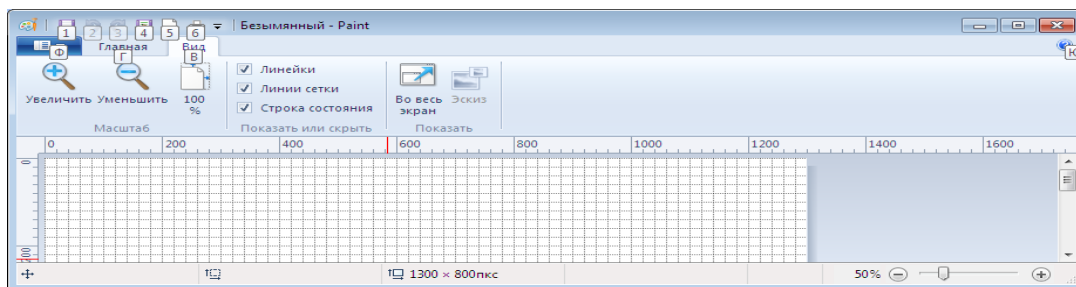 1 2 3 4 5 6 Безымянный - Paint
Ф Главная Г Вид В Ю
Линейки
Линии сетки
Увеличить Уменьшить 100 % Строка состояния Во весь экран Эскиз
Масштаб Показать или скрыть Показать
0 200 400 600 800 1000 1200 1400 1600
0
1300 × 800пкс 50%